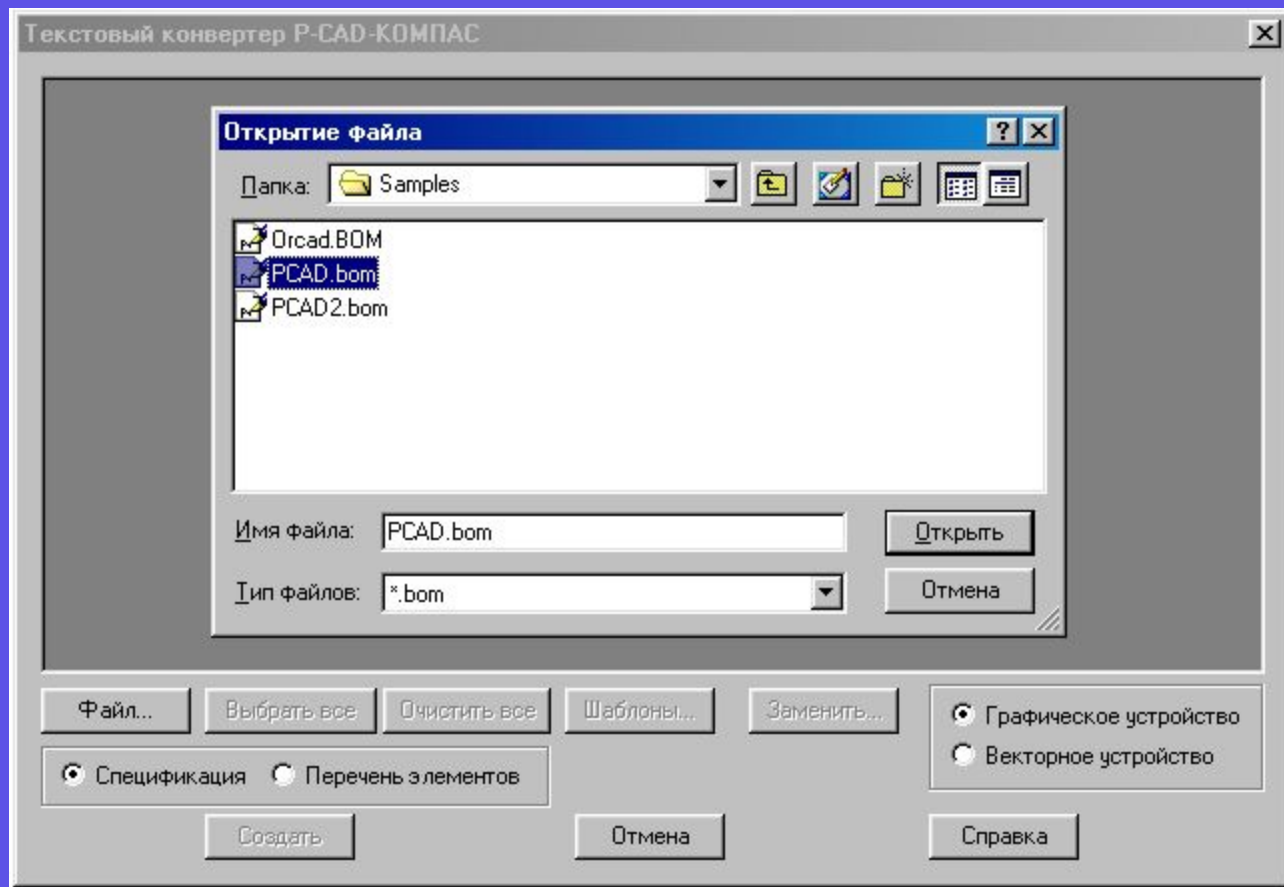 Текстовый конвертер P-CAD-КОМПАС
Открытие файла
Папка: Samples
Orcad.BOM
PCAD.bom
PCAD2.bom
Имя файла: PCAD.bom
Открыть
Тип файлов: *.bom
Отмена
Файл... Выбрать все Очистить все Шаблоны... Заменить...
Графическое устройство
Векторное устройство
Спецификация Перечень элементов
Создать Отмена Справка